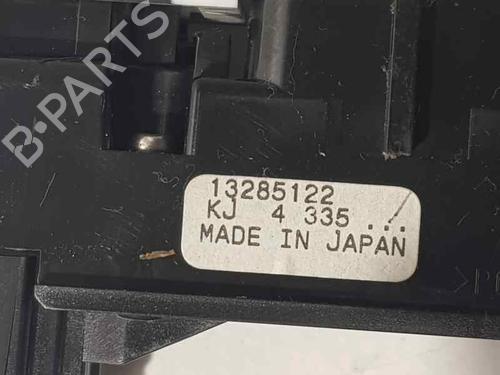 B-PARTS
13285122
KJ 4 335 ...
MADE IN JAPAN